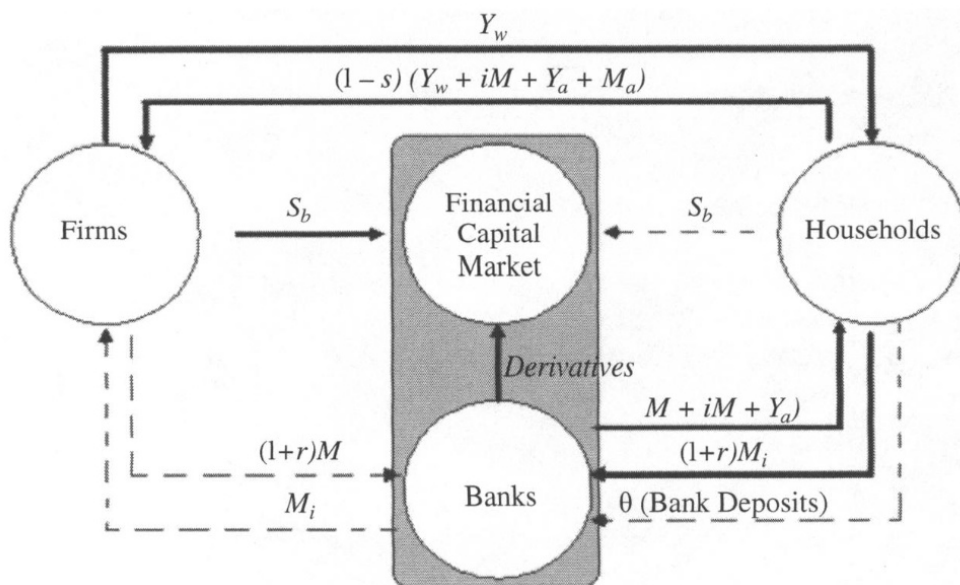 Y_w
(1 – s) (Y_w + iM + Y_a + M_a)
Firms
S_b
Financial
Capital
Market
S_b
Households
Derivatives
M + iM + Y_a)
(1+r)M
(1+r)M_i
M_i
Banks
θ (Bank Deposits)